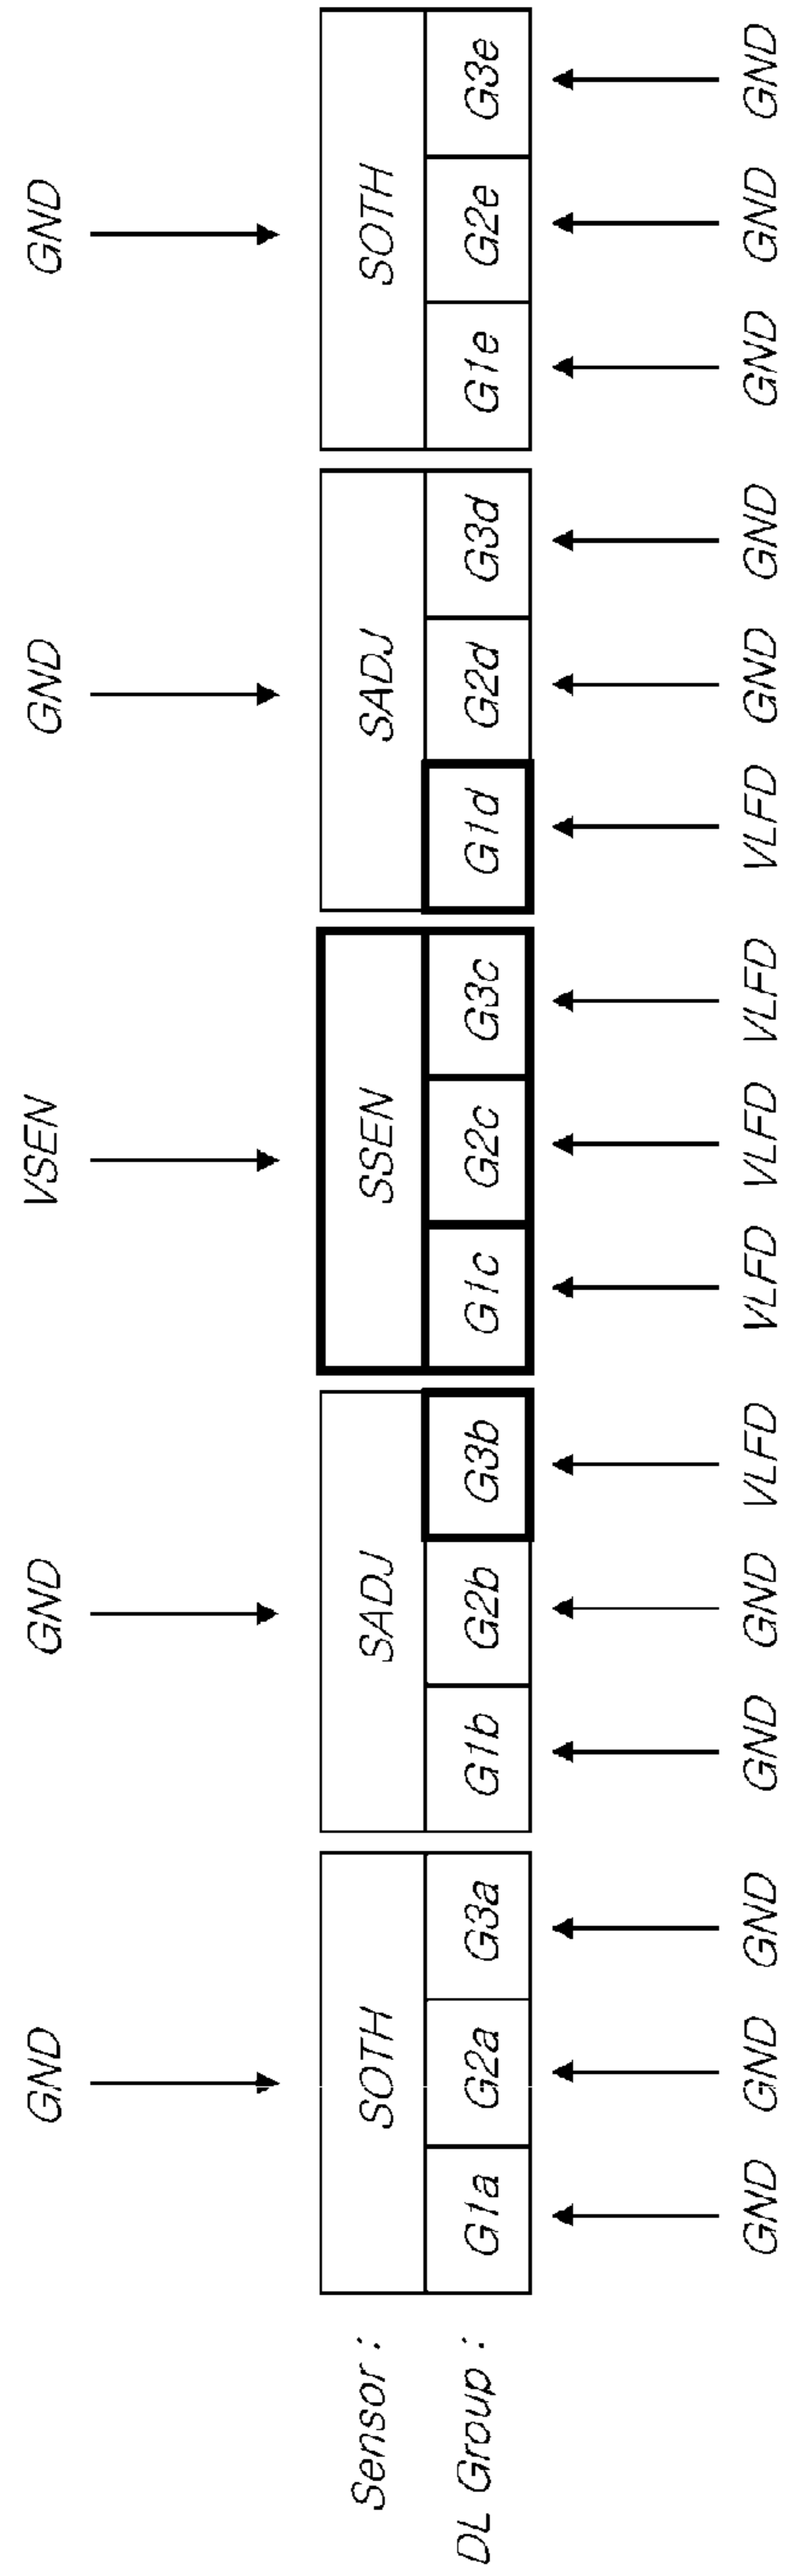 GND GND VSEN GND GND
Sensor : SOTH SADJ SSEN SADJ SOTH
DL Group : G1a G2a G3a G1b G2b G3b G1c G2c G3c G1d G2d G3d G1e G2e G3e
GND GND GND GND GND VLFD VLFD VLFD VLFD VLFD GND GND GND GND GND